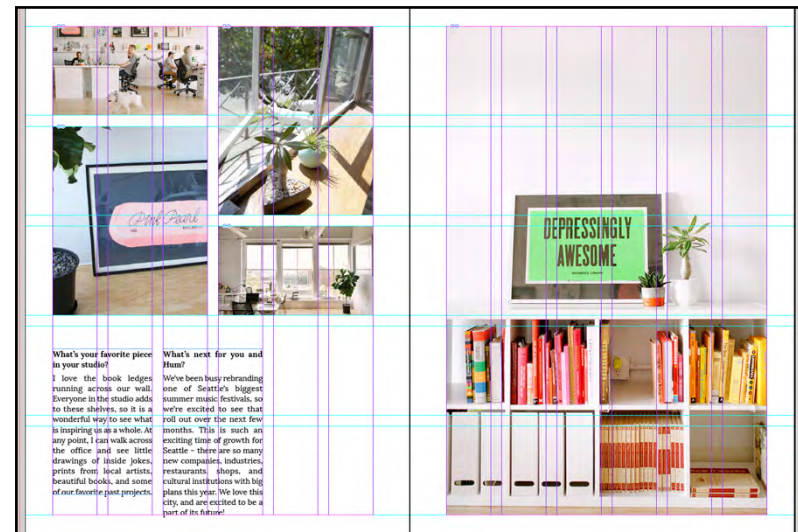 Pink Pearl
What's your favorite piece
in your studio?
I love the book ledges
running across our wall.
Everyone in the studio adds
to these shelves, so it is a
wonderful way to see what
is inspiring us as a whole. At
any point, I can walk across
the office and see little
drawings of inside jokes,
prints from local artists,
beautiful books, and some
of our favorite past projects.
What's next for you and
Hum?
We've been busy rebranding
one of Seattle's biggest
summer music festivals, so
we're excited to see that
roll out over the next few
months. This is such an
exciting time of growth for
Seattle – there are so many
new companies, industries,
restaurants, shops, and
cultural institutions with big
plans this year. We love this
city, and are excited to be a
part of its future!
DEPRESSINGLY
AWESOME